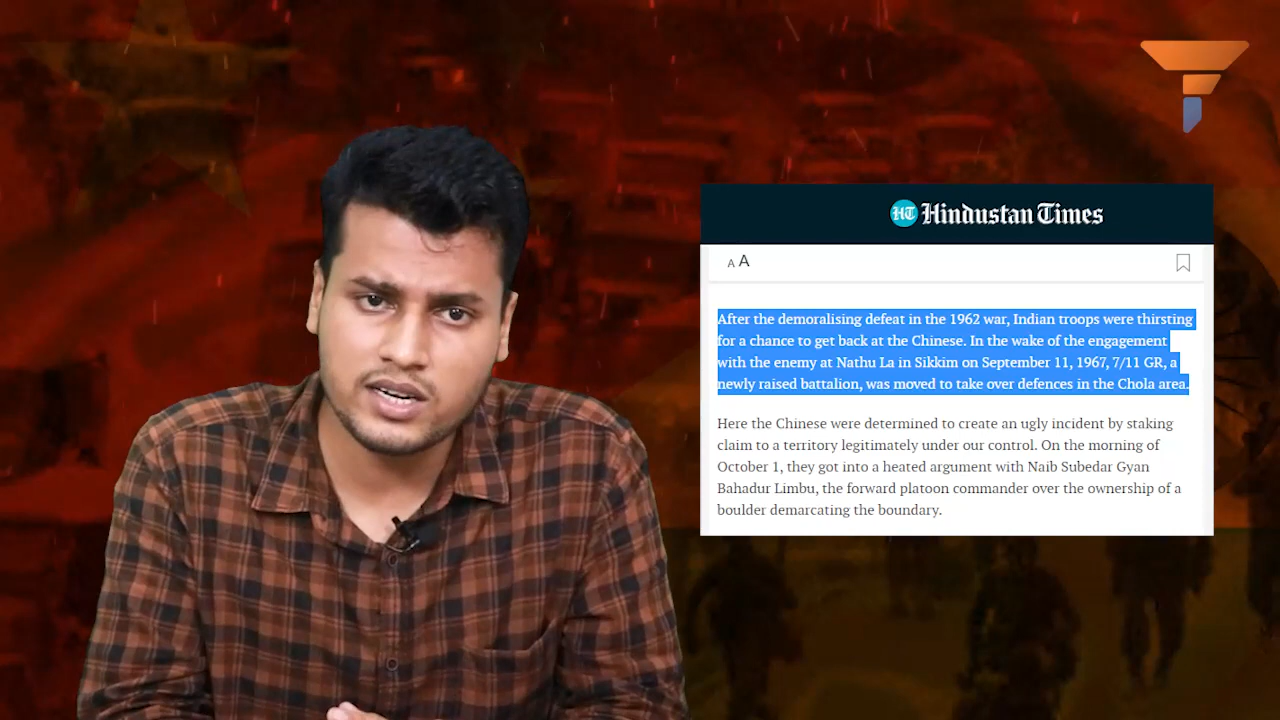 HT Hindustan Times
A A
After the demoralising defeat in the 1962 war, Indian troops were thirsting
for a chance to get back at the Chinese. In the wake of the engagement
with the enemy at Nathu La in Sikkim on September 11, 1967, 7/11 GR, a
newly raised battalion, was moved to take over defences in the Chola area.
Here the Chinese were determined to create an ugly incident by staking
claim to a territory legitimately under our control. On the morning of
October 1, they got into a heated argument with Naib Subedar Gyan
Bahadur Limbu, the forward platoon commander over the ownership of a
boulder demarcating the boundary.